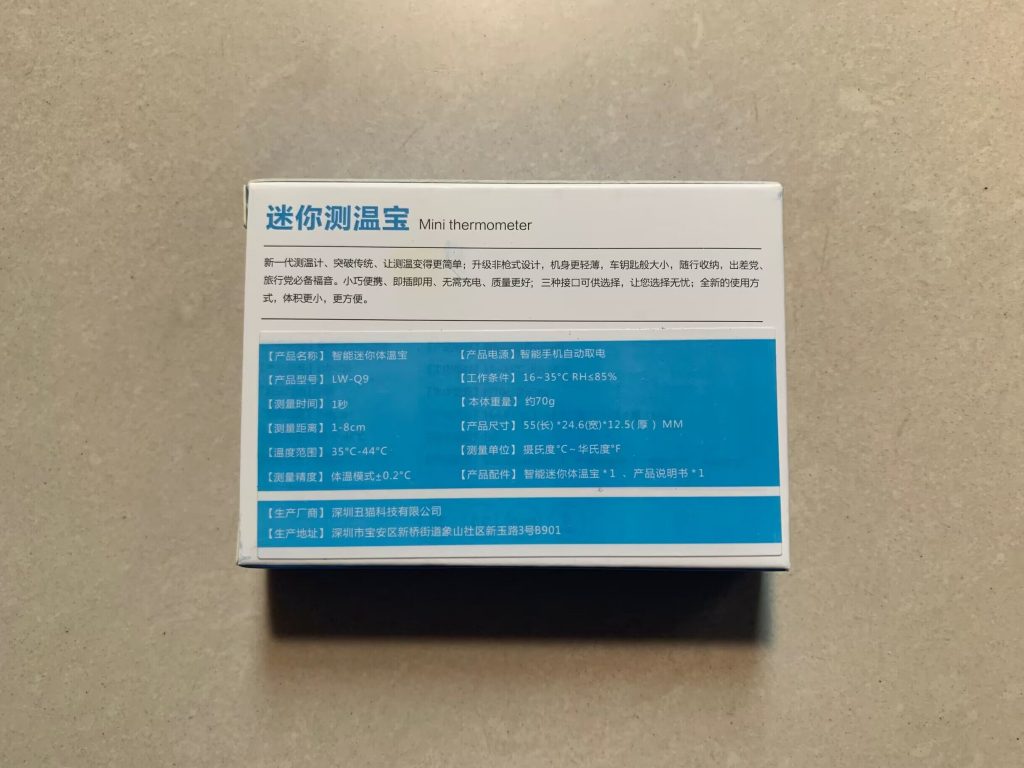 迷你测温宝 Mini thermometer
新一代测温计、突破传统、让测温变得更简单；升级非枪式设计，机身更轻薄，车钥匙般大小，随行收纳，出差党、
旅行党必备福音。小巧便携、即插即用、无需充电、质量更好；三种接口可供选择，让您选择无忧；全新的使用方
式，体积更小，更方便。
【产品名称】智能迷你体温宝 【产品电源】智能手机自动取电
【产品型号】LW-Q9 【工作条件】16~35°C RH≤85%
【测量时间】1秒 【本体重量】约70g
【测量距离】1-8cm 【产品尺寸】55(长)*24.6(宽)*12.5(厚) MM
【温度范围】35°C-44°C 【测量单位】摄氏度°C~华氏度°F
【测量精度】体温模式±0.2°C 【产品配件】智能迷你体温宝*1 、产品说明书*1
【生产厂商】深圳丑猫科技有限公司
【生产地址】深圳市宝安区新桥街道象山社区新玉路3号B901